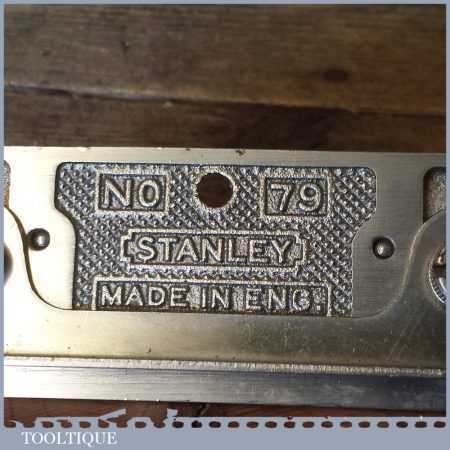 NO 79
STANLEY
MADE IN ENG.
TOOLTIQUE